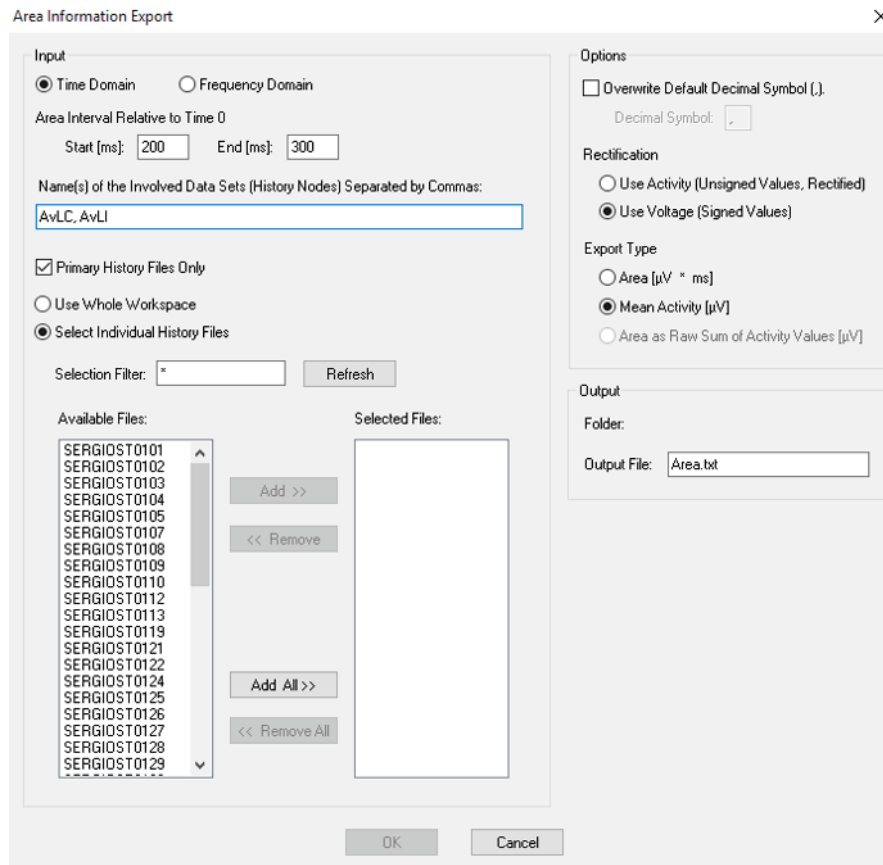 Area Information Export
Input
Time Domain
Frequency Domain
Area Interval Relative to Time 0
Start [ms]: 200 End [ms]: 300
Name(s) of the Involved Data Sets (History Nodes) Separated by Commas:
AvLC, AvLI
Primary History Files Only
Use Whole Workspace
Select Individual History Files
Selection Filter: * Refresh
Available Files:
SERGIOST0101
SERGIOST0102
SERGIOST0103
SERGIOST0104
SERGIOST0105
SERGIOST0107
SERGIOST0108
SERGIOST0109
SERGIOST0110
SERGIOST0112
SERGIOST0113
SERGIOST0119
SERGIOST0121
SERGIOST0122
SERGIOST0124
SERGIOST0125
SERGIOST0126
SERGIOST0127
SERGIOST0128
SERGIOST0129
Add >>
<< Remove
Add All >>
<< Remove All
Selected Files:
Options
Overwrite Default Decimal Symbol (,).
Decimal Symbol: ,
Rectification
Use Activity (Unsigned Values, Rectified)
Use Voltage (Signed Values)
Export Type
Area [µV * ms]
Mean Activity [µV]
Area as Raw Sum of Activity Values [µV]
Output
Folder:
Output File: Area.txt
OK
Cancel